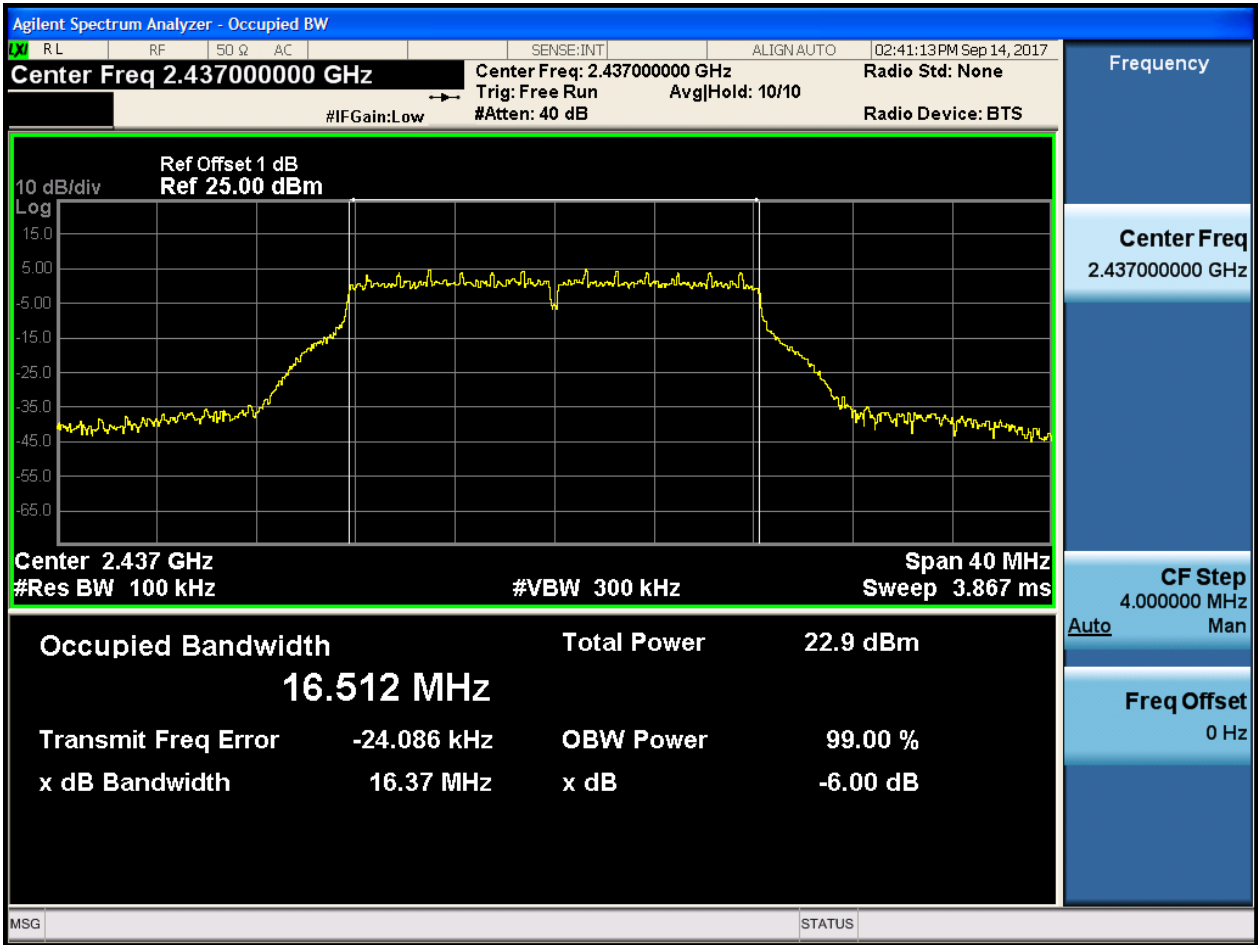 Agilent Spectrum Analyzer - Occupied BW
LXI RL RF 50 Ω AC SENSE:INT ALIGN AUTO 02:41:13 PM Sep 14, 2017
Center Freq 2.437000000 GHz
Center Freq: 2.437000000 GHz
Radio Std: None
Trig: Free Run Avg|Hold: 10/10
#IFGain:Low
#Atten: 40 dB
Radio Device: BTS
Ref Offset 1 dB
10 dB/div Ref 25.00 dBm
Log
15.0
5.00
-5.00
-15.0
-25.0
-35.0
-45.0
-55.0
-65.0
Center 2.437 GHz Span 40 MHz
#Res BW 100 kHz #VBW 300 kHz Sweep 3.867 ms
Occupied Bandwidth Total Power 22.9 dBm
16.512 MHz
Transmit Freq Error -24.086 kHz OBW Power 99.00 %
x dB Bandwidth 16.37 MHz x dB -6.00 dB
Frequency
Center Freq
2.437000000 GHz
CF Step
4.000000 MHz
Auto Man
Freq Offset
0 Hz
MSG STATUS